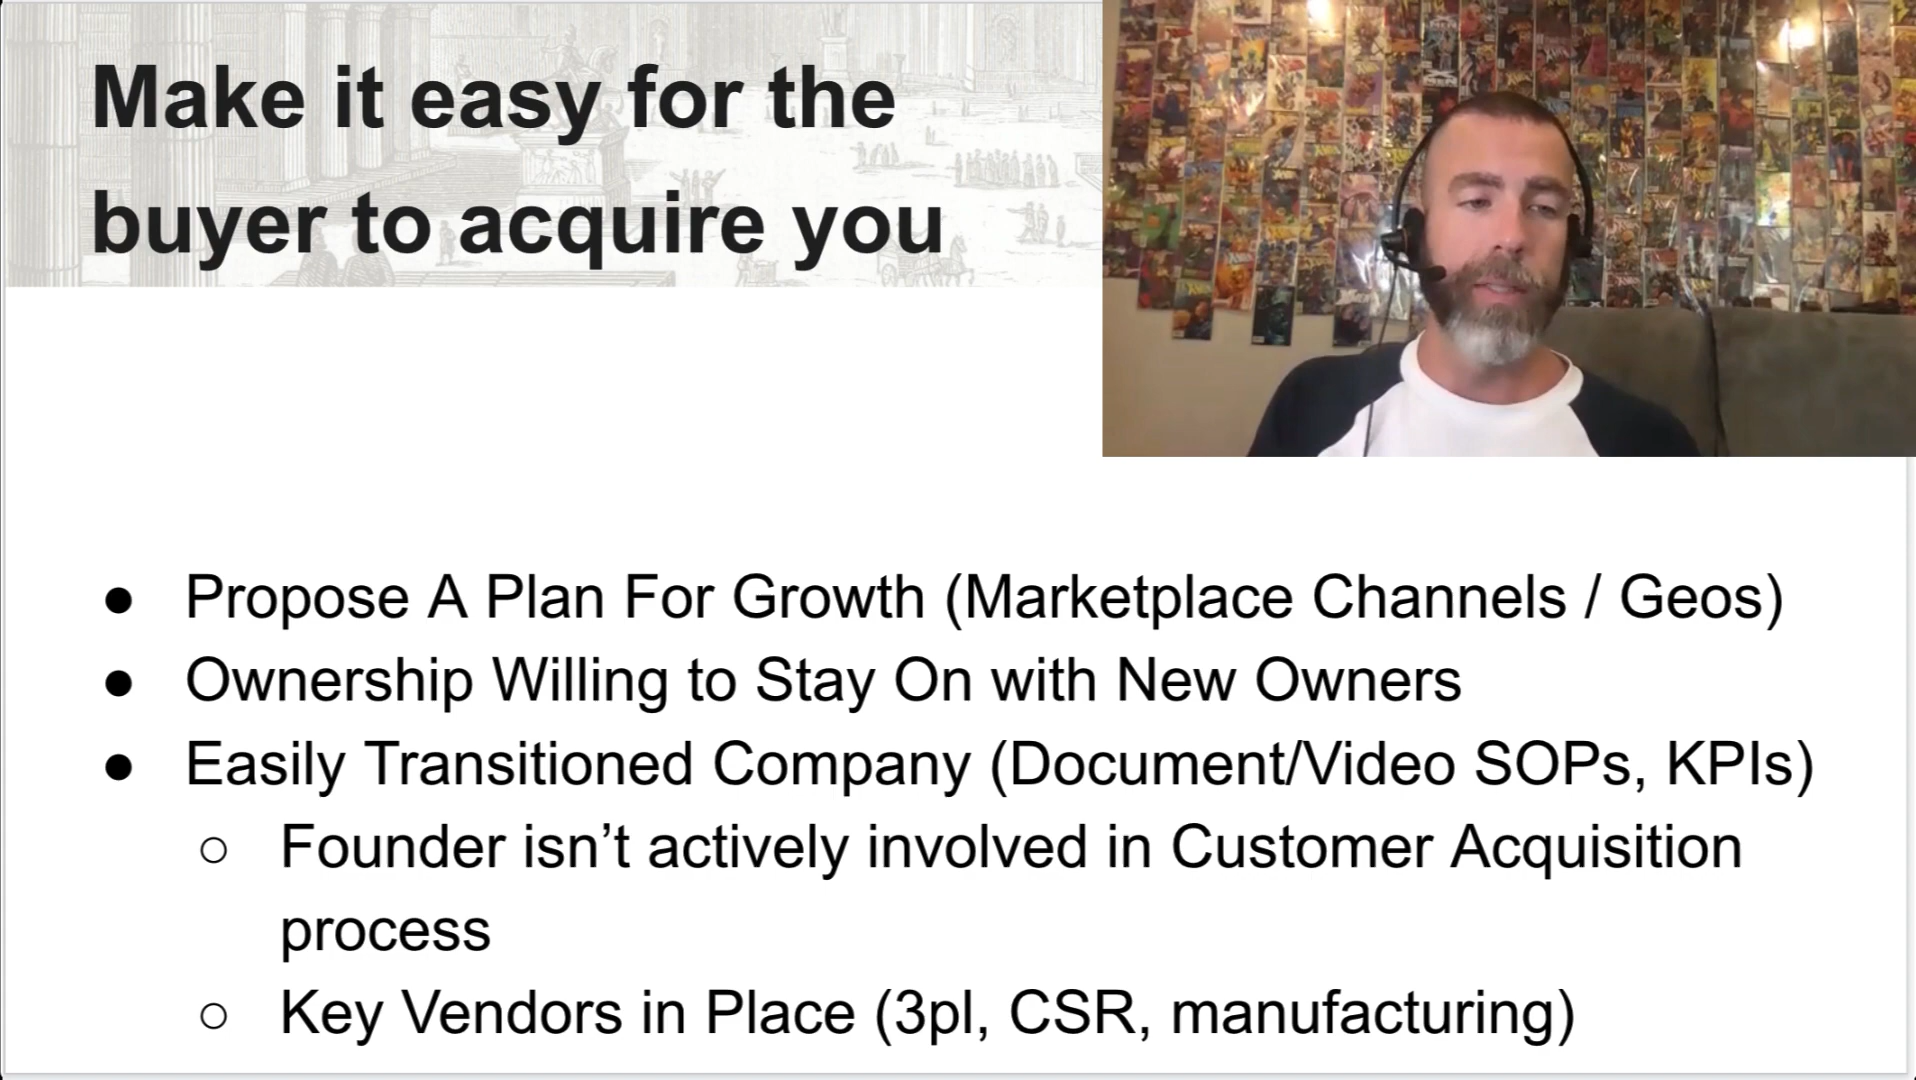 Make it easy for the
buyer to acquire you
● Propose A Plan For Growth (Marketplace Channels / Geos)
● Ownership Willing to Stay On with New Owners
● Easily Transitioned Company (Document/Video SOPs, KPIs)
○ Founder isn’t actively involved in Customer Acquisition
process
○ Key Vendors in Place (3pl, CSR, manufacturing)